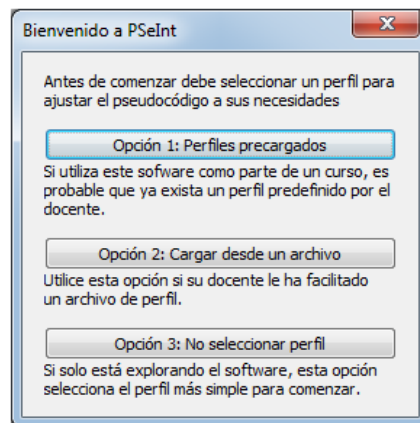 Bienvenido a PSeInt
Antes de comenzar debe seleccionar un perfil para
ajustar el pseudocódigo a sus necesidades
Opción 1: Perfiles precargados
Si utiliza este sofware como parte de un curso, es
probable que ya exista un perfil predefinido por el
docente.
Opción 2: Cargar desde un archivo
Utilice esta opción si su docente le ha facilitado
un archivo de perfil.
Opción 3: No seleccionar perfil
Si solo está explorando el software, esta opción
selecciona el perfil más simple para comenzar.